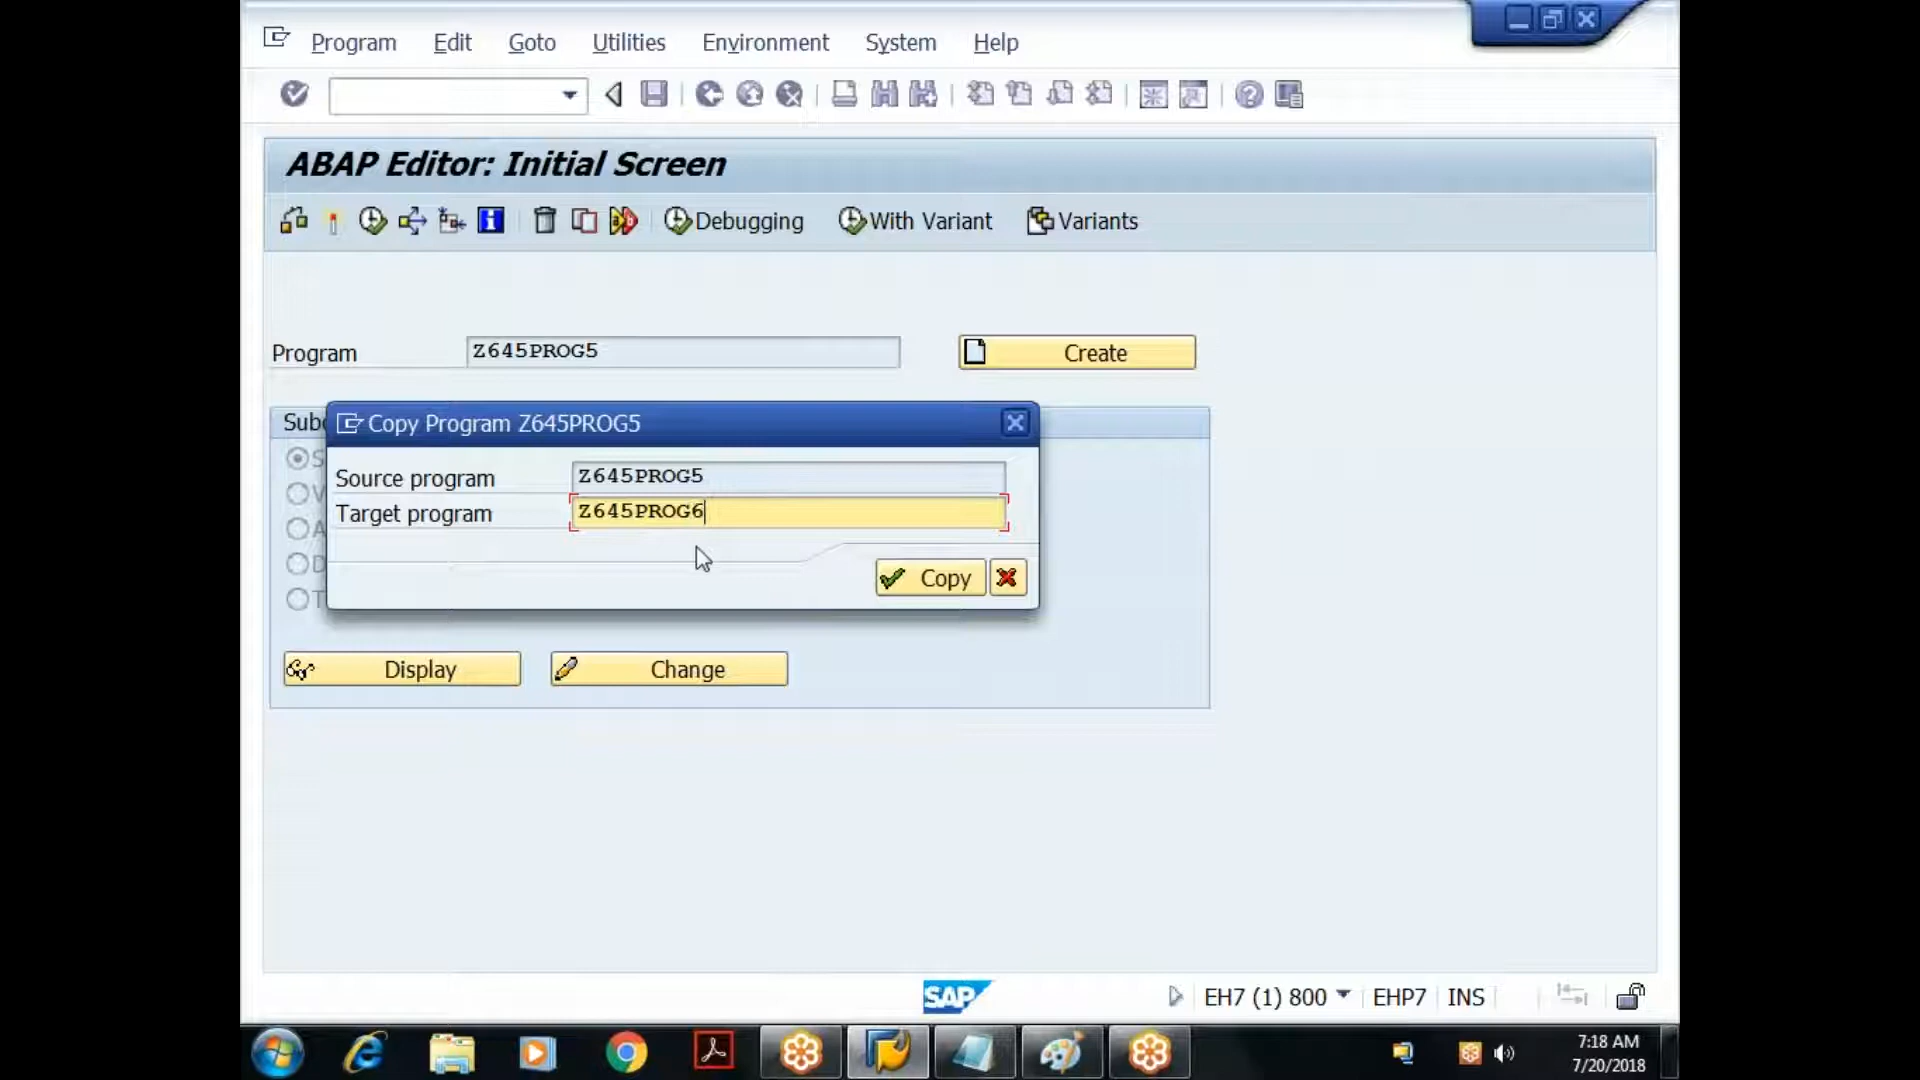 Program Edit Goto Utilities Environment System Help
ABAP Editor: Initial Screen
Debugging With Variant Variants
Program Z645PROG5 Create
Sub
Copy Program Z645PROG5
S
Source program Z645PROG5
V
Target program Z645PROG6
A
D
Copy
T
Display Change
SAP EH7 (1) 800 EHP7 INS
7:18 AM
7/20/2018